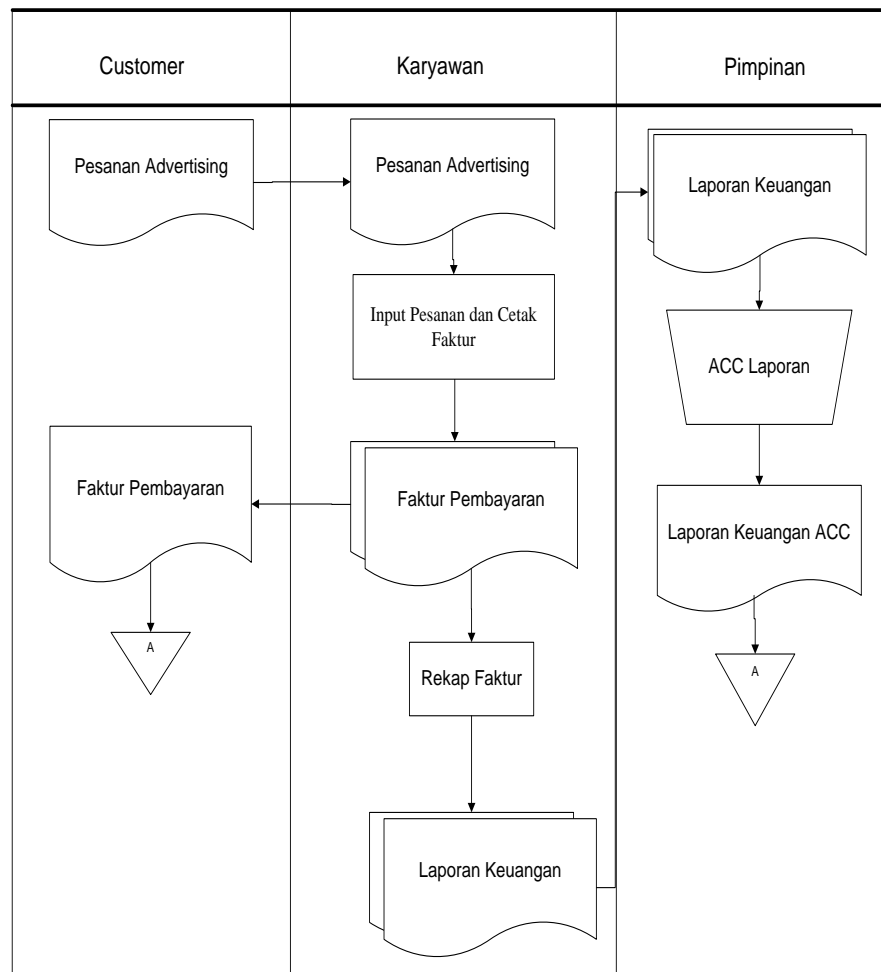 Customer
Karyawan
Pimpinan
Pesanan Advertising
Pesanan Advertising
Laporan Keuangan
Input Pesanan dan Cetak
Faktur
ACC Laporan
Faktur Pembayaran
Faktur Pembayaran
Laporan Keuangan ACC
A
Rekap Faktur
A
Laporan Keuangan